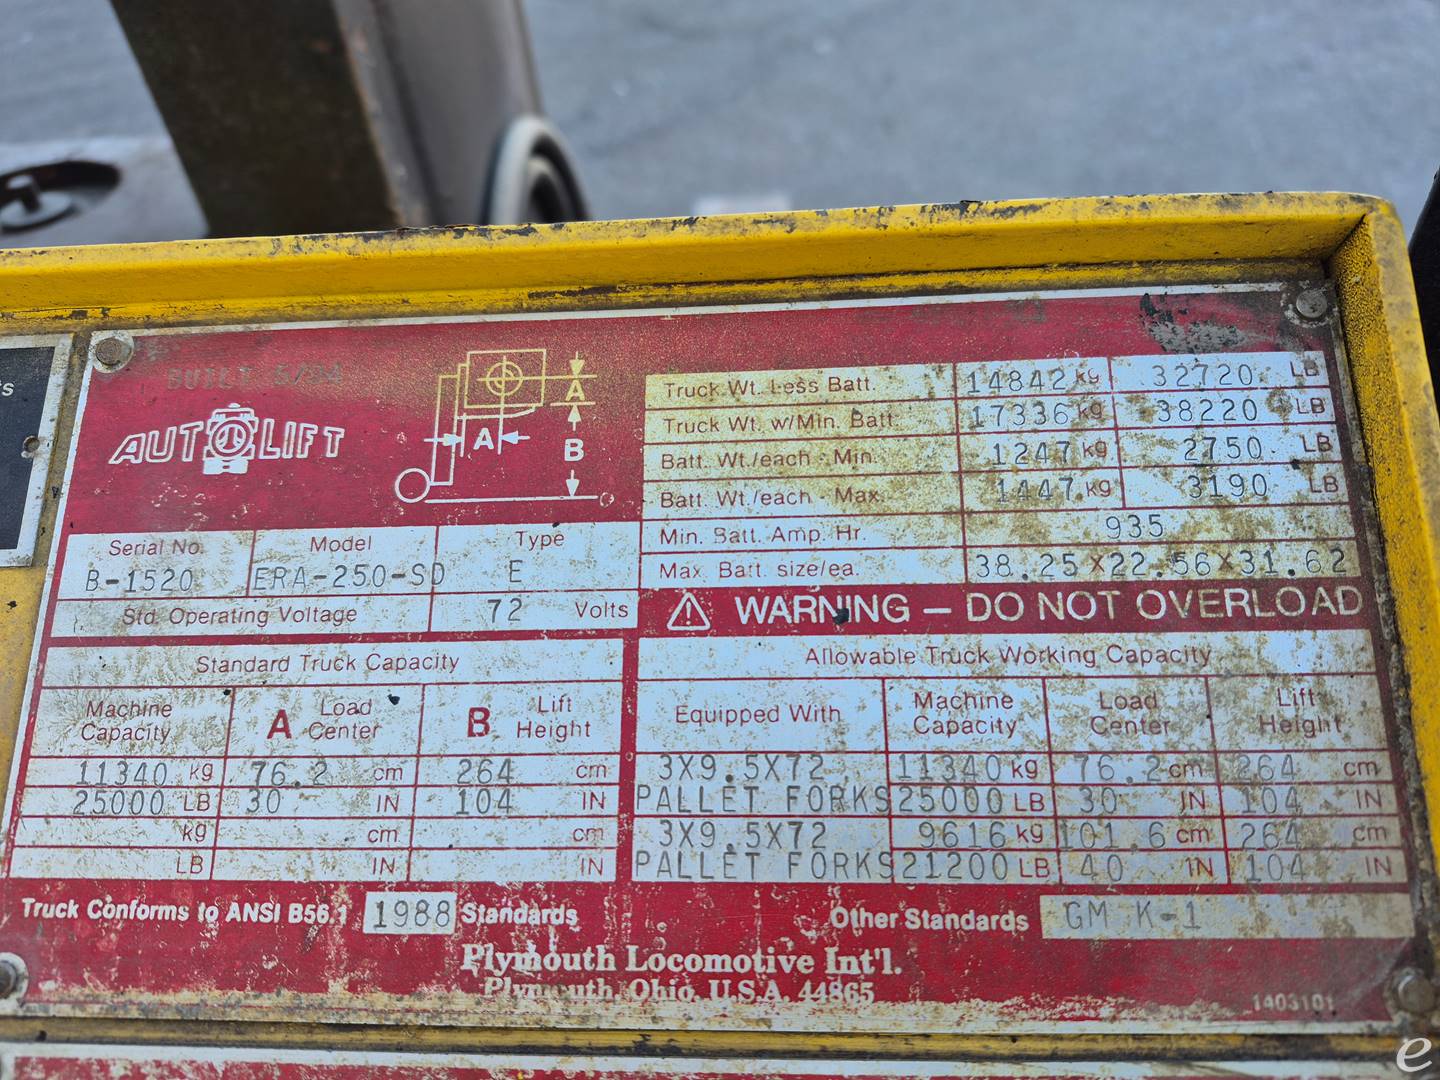 ts
BUILT 5/94
AUTOLIFT
A
A
B
Truck Wt. Less Batt. 14842 kg 32720 LB
Truck Wt. w/Min. Batt. 17336 kg 38220 LB
Batt. Wt./each - Min. 1247 kg 2750 LB
Batt. Wt./each - Max. 1447 kg 3190 LB
Min. Batt. Amp. Hr. 935
Max. Batt. size/ea. 38.25 X 22.56 X 31.62
Serial No. Model Type
B-1520 ERA-250-SD E
Std. Operating Voltage 72 Volts
WARNING – DO NOT OVERLOAD
Standard Truck Capacity
Machine Capacity A Load Center B Lift Height
11340 kg 76.2 cm 264 cm
25000 LB 30 IN 104 IN
kg cm cm
LB IN IN
Allowable Truck Working Capacity
Equipped With Machine Capacity Load Center Lift Height
3X9.5X72 11340 kg 76.2 cm 264 cm
PALLET FORKS 25000 LB 30 IN 104 IN
3X9.5X72 9616 kg 101.6 cm 264 cm
PALLET FORKS 21200 LB 40 IN 104 IN
Truck Conforms to ANSI B56.1 1988 Standards
Other Standards GM K-1
Plymouth Locomotive Int'l.
Plymouth, Ohio, U.S.A. 44865
1403101
e